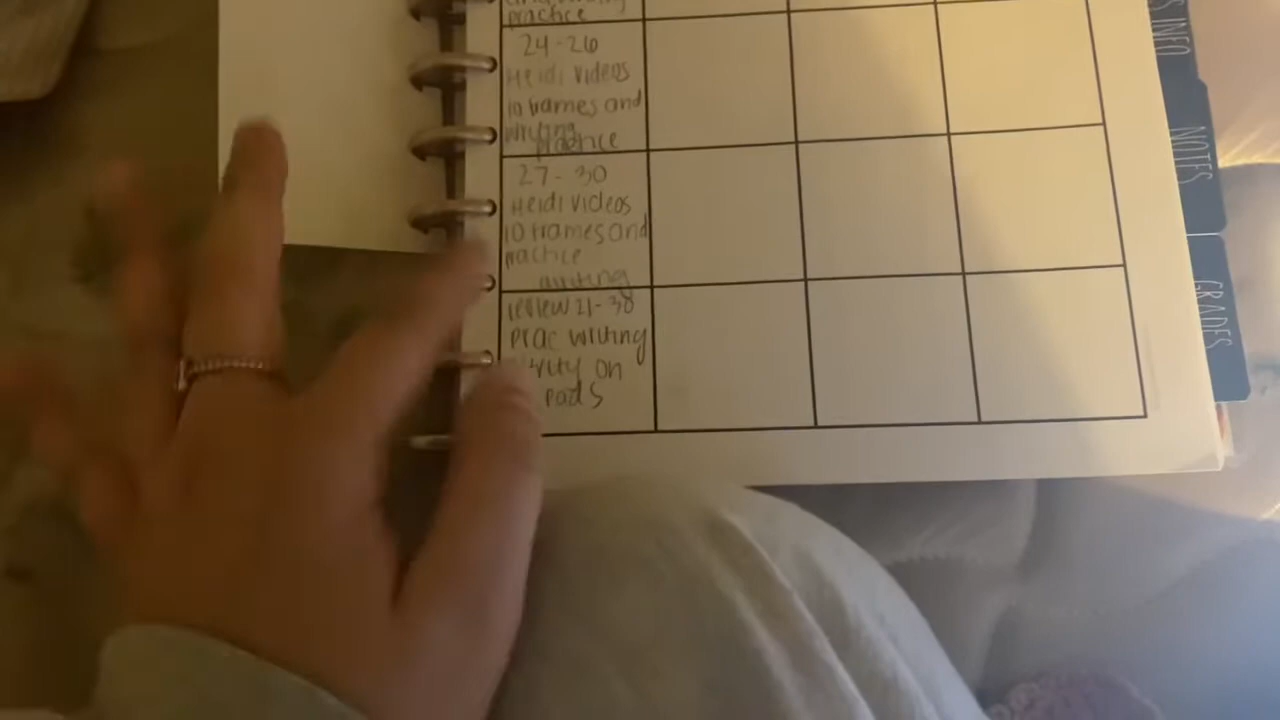 practice
24-26
Heidi videos
10 frames and
writing
practice
27-30
Heidi videos
10 frames and
practice
writing
review 21-30
prac writing
on
pads
S INFO
NOTES
GRADES